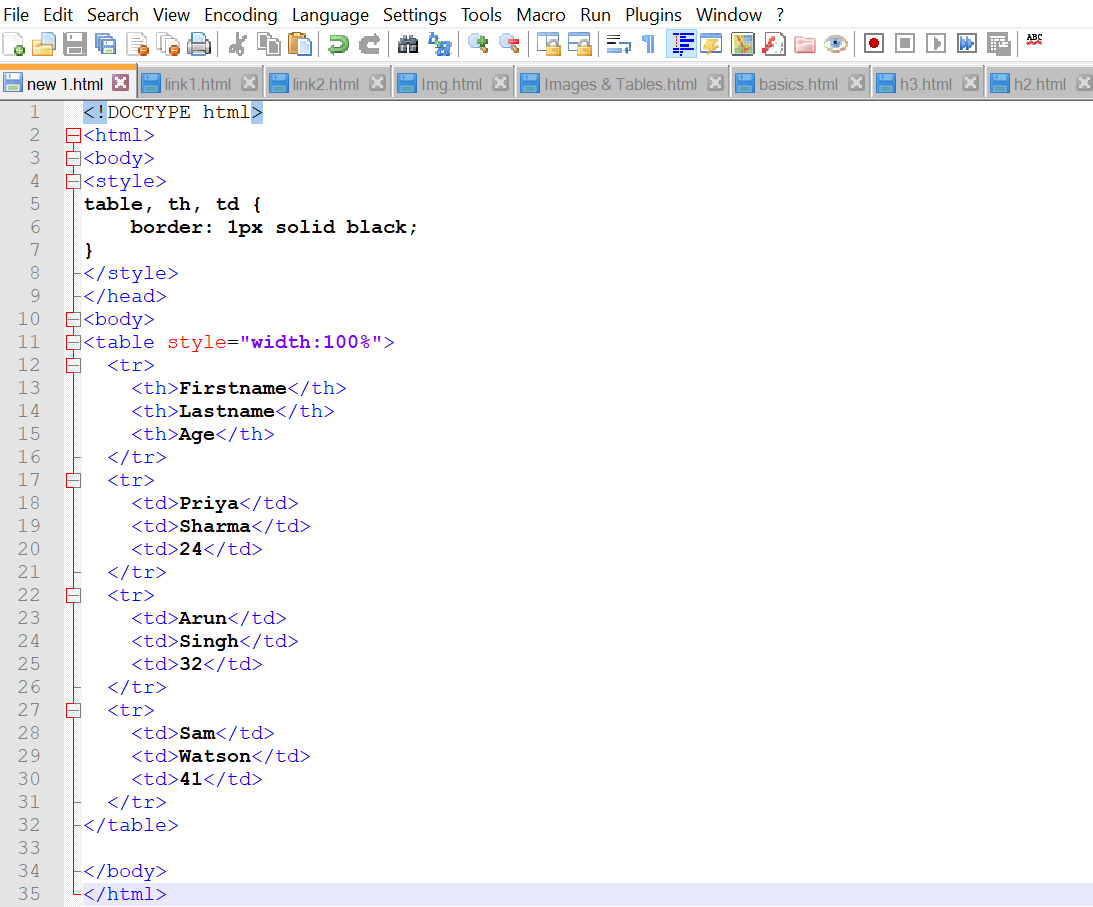 File Edit Search View Encoding Language Settings Tools Macro Run Plugins Window ?
ABC
new 1.html link1.html link2.html Img.html Images & Tables.html basics.html h3.html h2.html
1 <!DOCTYPE html>
2 <html>
3 <body>
4 <style>
5 table, th, td {
6     border: 1px solid black;
7 }
8 </style>
9 </head>
10 <body>
11 <table style="width:100%">
12   <tr>
13     <th>Firstname</th>
14     <th>Lastname</th>
15     <th>Age</th>
16   </tr>
17   <tr>
18     <td>Priya</td>
19     <td>Sharma</td>
20     <td>24</td>
21   </tr>
22   <tr>
23     <td>Arun</td>
24     <td>Singh</td>
25     <td>32</td>
26   </tr>
27   <tr>
28     <td>Sam</td>
29     <td>Watson</td>
30     <td>41</td>
31   </tr>
32 </table>
33
34 </body>
35 </html>